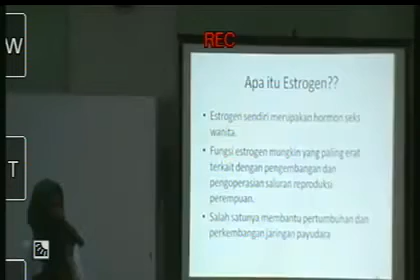 W
REC
Apa itu Estrogen??
• Estrogen sendiri merupakan hormon seks
wanita.
• Fungsi estrogen mungkin yang paling erat
terkait dengan pengembangan dan
pengoperasian saluran reproduksi
perempuan.
T
• Salah satunya membantu pertumbuhan dan
perkembangan jaringan payudara